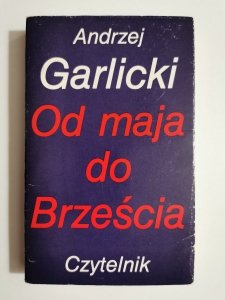 Andrzej
Garlicki
Od maja
do
Brześcia
Czytelnik